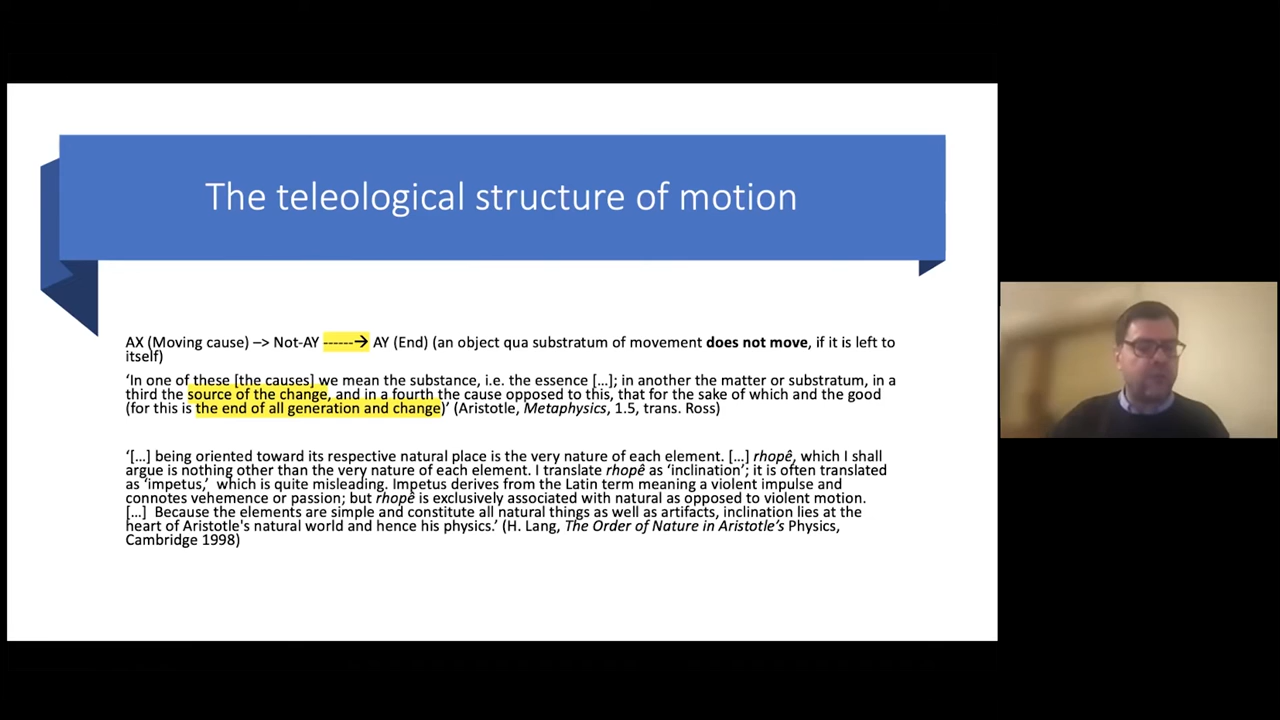 The teleological structure of motion
AX (Moving cause) –> Not-AY ------→ AY (End) (an object qua substratum of movement does not move, if it is left to
itself)
‘In one of these [the causes] we mean the substance, i.e. the essence […]; in another the matter or substratum, in a
third the source of the change, and in a fourth the cause opposed to this, that for the sake of which and the good
(for this is the end of all generation and change)’ (Aristotle, Metaphysics, 1.5, trans. Ross)
‘[…] being oriented toward its respective natural place is the very nature of each element. […] rhopê, which I shall
argue is nothing other than the very nature of each element. I translate rhopê as ‘inclination’; it is often translated
as ‘impetus,’ which is quite misleading. Impetus derives from the Latin term meaning a violent impulse and
connotes vehemence or passion; but rhopê is exclusively associated with natural as opposed to violent motion.
[…] Because the elements are simple and constitute all natural things as well as artifacts, inclination lies at the
heart of Aristotle's natural world and hence his physics.’ (H. Lang, The Order of Nature in Aristotle’s Physics,
Cambridge 1998)